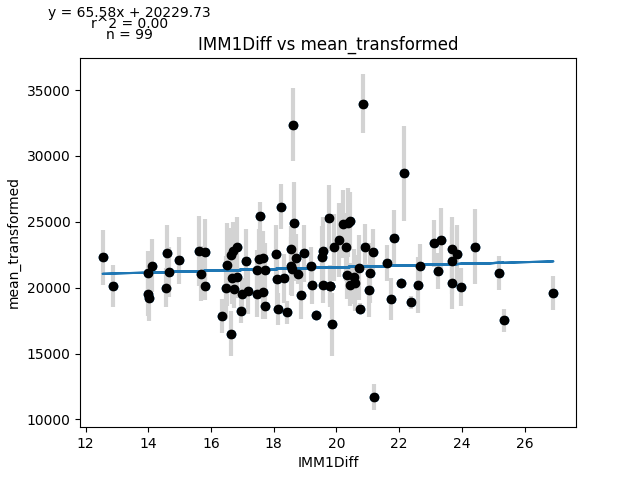 y = 65.58x + 20229.73
r^2 = 0.00
n = 99
IMM1Diff vs mean_transformed
35000
30000
25000
20000
15000
10000
mean_transformed
12 14 16 18 20 22 24 26
IMM1Diff